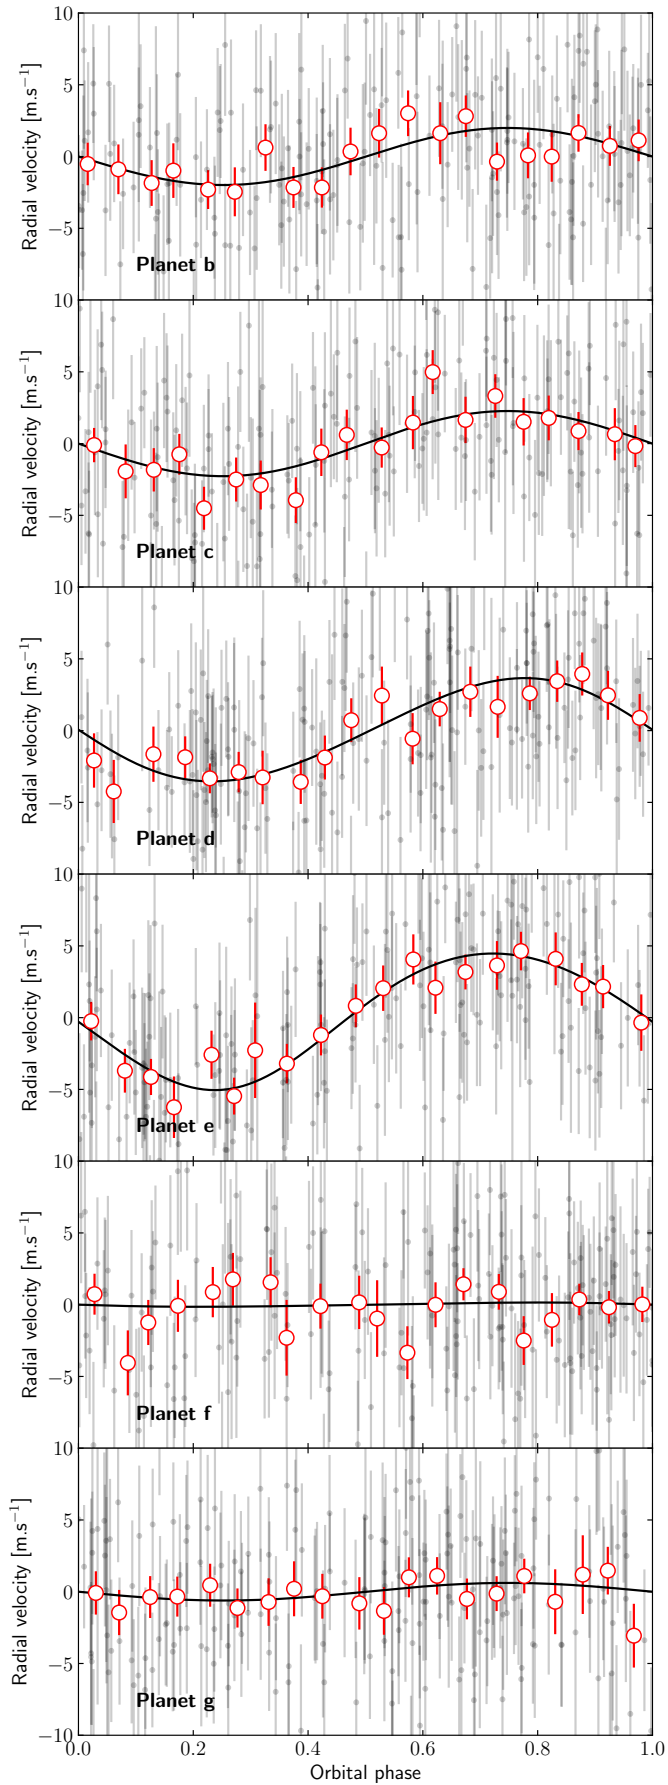 10
5
0
−5
Radial velocity [m.s−1]
Planet b
10
5
0
−5
Radial velocity [m.s−1]
Planet c
10
5
0
−5
Radial velocity [m.s−1]
Planet d
10
5
0
−5
Radial velocity [m.s−1]
Planet e
10
5
0
−5
Radial velocity [m.s−1]
Planet f
10
5
0
−5
−10
Radial velocity [m.s−1]
Planet g
0.0 0.2 0.4 0.6 0.8 1.0
Orbital phase